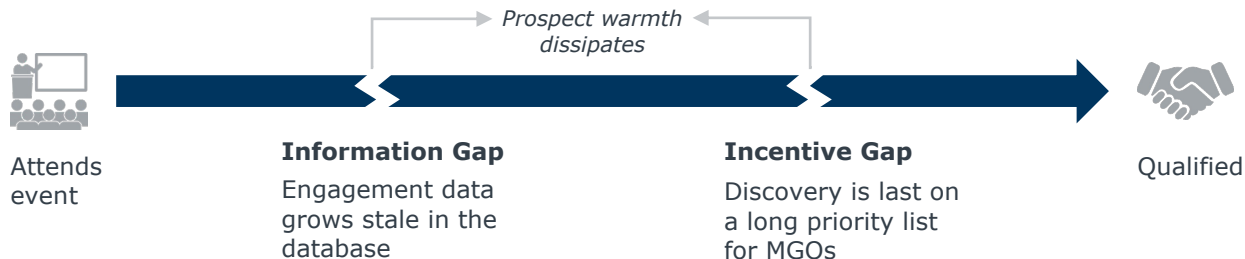 Prospect warmth
dissipates
Attends
event
Information Gap
Engagement data
grows stale in the
database
Incentive Gap
Discovery is last on
a long priority list
for MGOs
Qualified